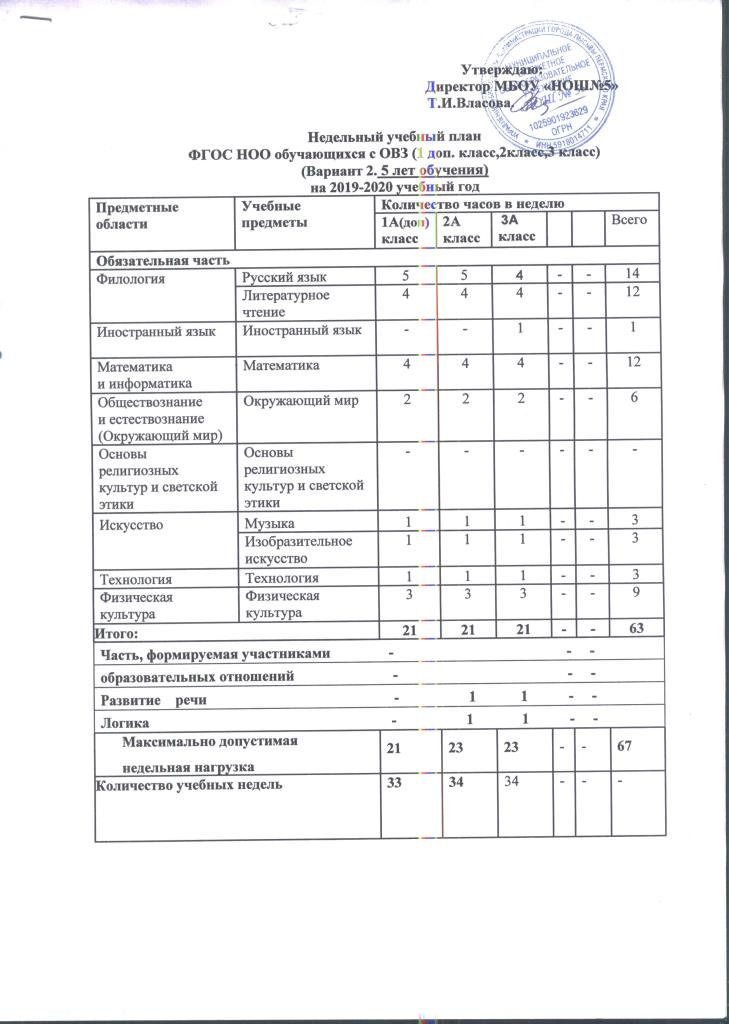 Утверждаю:
Директор МБОУ «НОШ№5»
Т.И.Власова.
1025901923629
ОГРН
ИНН 5918014711
Недельный учебный план
ФГОС НОО обучающихся с ОВЗ (1 доп. класс,2класс,3 класс)
(Вариант 2. 5 лет обучения)
на 2019-2020 учебный год
Предметные области Учебные предметы Количество часов в неделю
1А(доп) класс 2А класс 3А класс Всего
Обязательная часть
Филология Русский язык 5 5 4 - - 14
Литературное чтение 4 4 4 - - 12
Иностранный язык Иностранный язык - - 1 - - 1
Математика и информатика Математика 4 4 4 - - 12
Обществознание и естествознание (Окружающий мир) Окружающий мир 2 2 2 - - 6
Основы религиозных культур и светской этики Основы религиозных культур и светской этики - - - - - -
Искусство Музыка 1 1 1 - - 3
Изобразительное искусство 1 1 1 - - 3
Технология Технология 1 1 1 - - 3
Физическая культура Физическая культура 3 3 3 - - 9
Итого: 21 21 21 - - 63
Часть, формируемая участниками - - -
образовательных отношений - - -
Развитие речи - 1 1 - -
Логика - 1 1 - -
Максимально допустимая недельная нагрузка 21 23 23 - - 67
Количество учебных недель 33 34 34 - - -